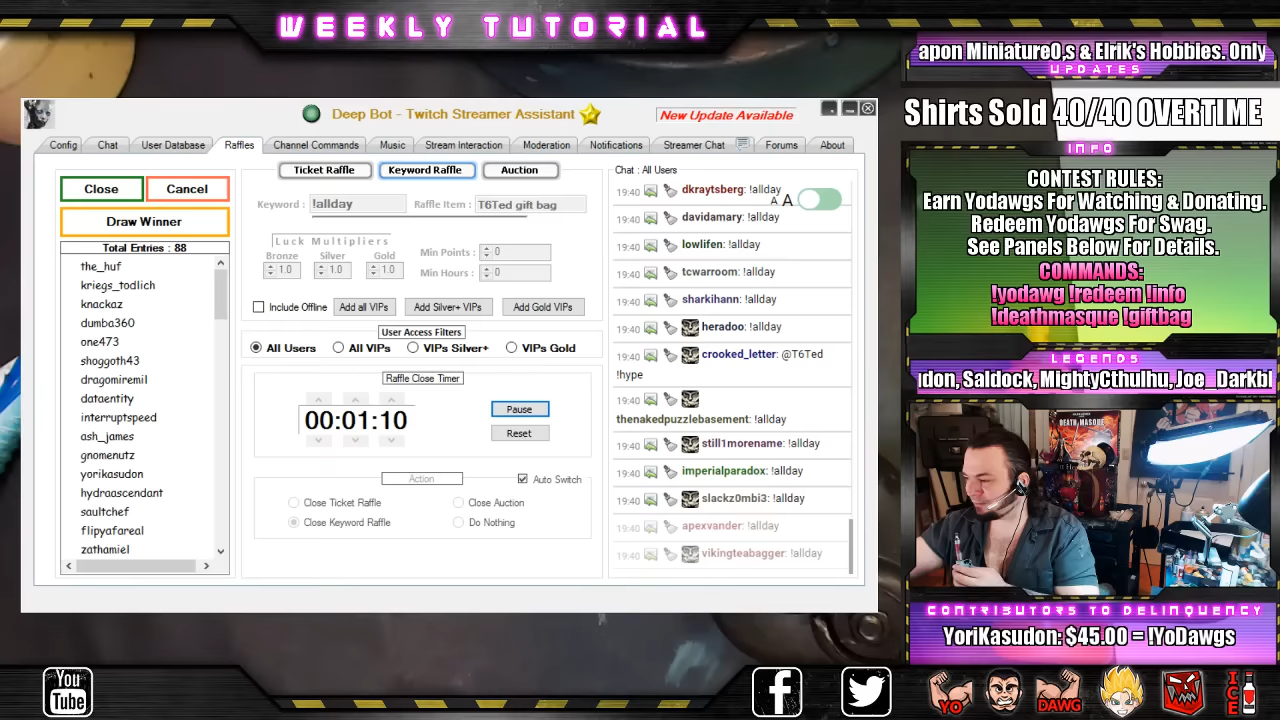 WEEKLY TUTORIAL
apon MiniatureO,s & Elrik's Hobbies. Only
UPDATES
Shirts Sold 40/40 OVERTIME
INFO
CONTEST RULES:
Earn Yodawgs For Watching & Donating.
Redeem Yodawgs For Swag.
See Panels Below For Details.
COMMANDS:
!yodawg !redeem !info
!deathmasque !giftbag
LEGENDS
don, Saldock, MightyCthulhu, Joe_Darkbl
DEATH MASQUE
CONTRIBUTORS TO DELINQUENCY
YoriKasudon: $45.00 = !YoDawgs
Deep Bot - Twitch Streamer Assistant
New Update Available
Config Chat User Database Raffles Channel Commands Music Stream Interaction Moderation Notifications Streamer Chat Forums About
Close Cancel
Draw Winner
Total Entries : 88
the_huf
kriegs_todlich
knackaz
dumba360
one473
shoggoth43
dragomiremil
dataentity
interruptspeed
ash_james
gnomenutz
yorikasudon
hydraascendant
saultchef
flipyafareal
zathamiel
Ticket Raffle Keyword Raffle Auction
Keyword : !allday Raffle Item : T6Ted gift bag
Luck Multipliers
Bronze Silver Gold
1.0 1.0 1.0
Min Points : 0
Min Hours : 0
Include Offline Add all VIPs Add Silver+ VIPs Add Gold VIPs
User Access Filters
All Users All VIPs VIPs Silver+ VIPs Gold
Raffle Close Timer
00:01:10
Pause
Reset
Action Auto Switch
Close Ticket Raffle Close Auction
Close Keyword Raffle Do Nothing
Chat : All Users
A A
19:40 dkraytsberg: !allday
19:40 davidamary: !allday
19:40 lowlifen: !allday
19:40 tcwarroom: !allday
19:40 sharkihann: !allday
19:40 heradoo: !allday
19:40 crooked_letter: @T6Ted
!hype
19:40
thenakedpuzzlebasement: !allday
19:40 still1morename: !allday
19:40 imperialparadox: !allday
19:40 slackz0mbi3: !allday
19:40 apexvander: !allday
19:40 vikingteabagger: !allday
You
Tube
f
YO
DAWG
ICE